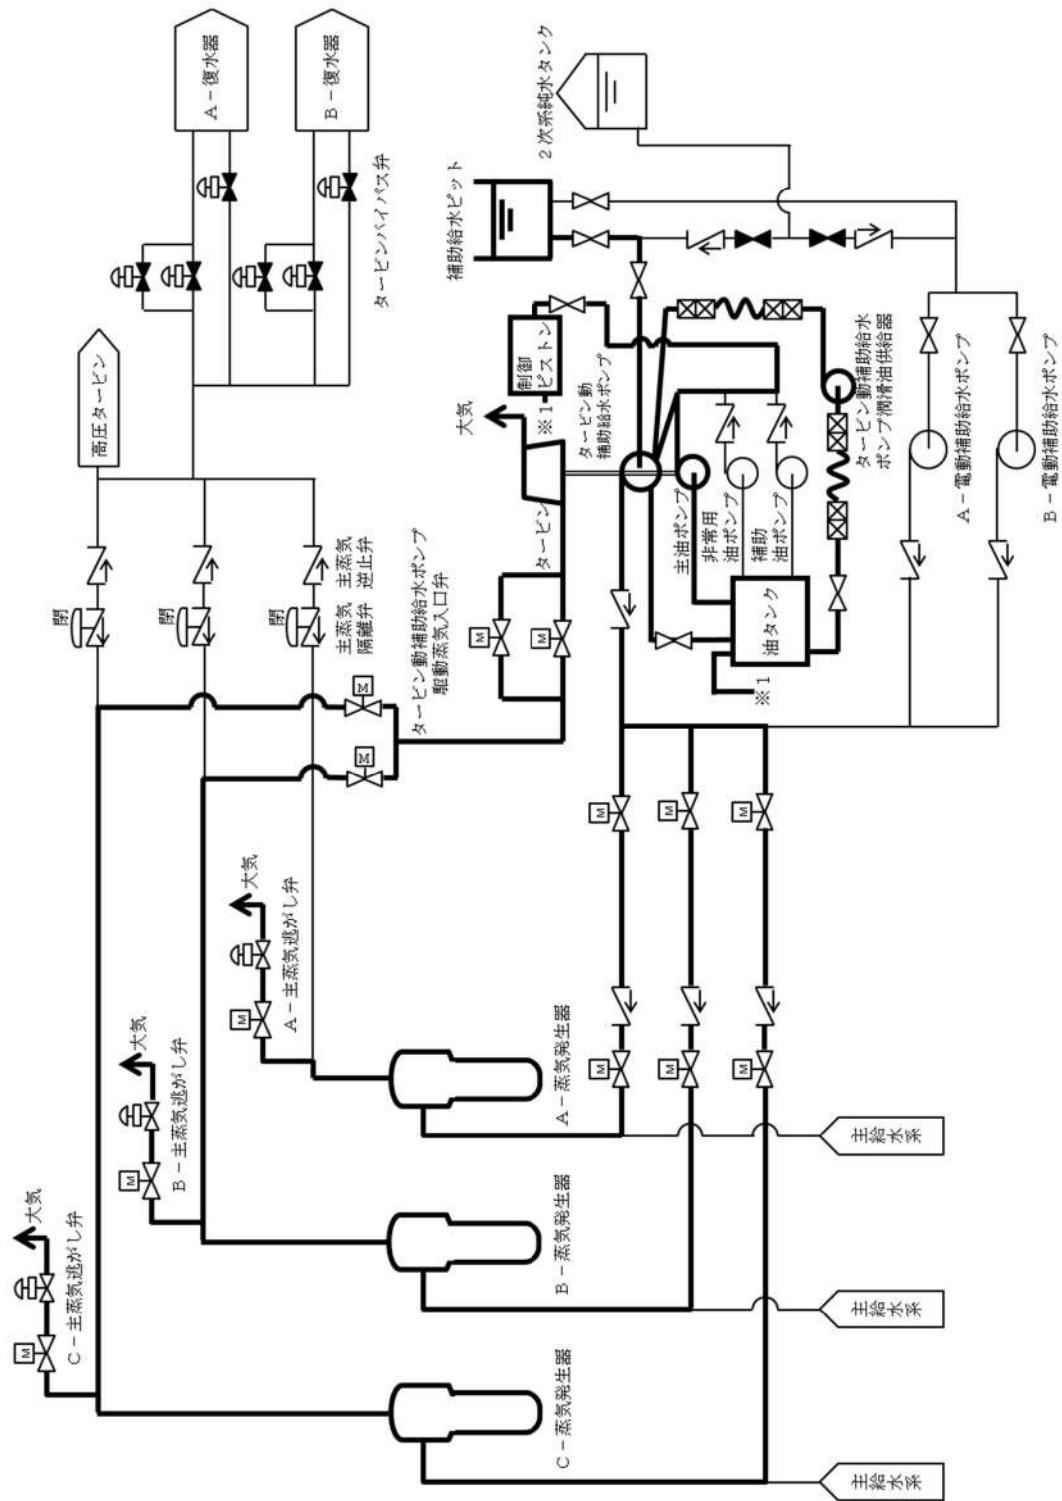 M
大気
C－主蒸気逃がし弁
M
大気
B－主蒸気逃がし弁
M
大気
A－主蒸気逃がし弁
閉
閉
閉
主蒸気
隔離弁
主蒸気
逆止弁
高圧タービン
A－復水器
B－復水器
タービンバイパス弁
M
M
タービン動補助給水ポンプ
駆動蒸気入口弁
M
M
タービン
大気
※1
制御
ピストン
補助給水ピット
2次系純水タンク
タービン動
補助給水ポンプ
主油ポンプ
非常用
油ポンプ
補助
油ポンプ
油タンク
※1
タービン動補助給水
ポンプ潤滑油供給器
A－電動補助給水ポンプ
B－電動補助給水ポンプ
C－蒸気発生器
B－蒸気発生器
A－蒸気発生器
M
M
M
M
M
M
主給水系
主給水系
主給水系